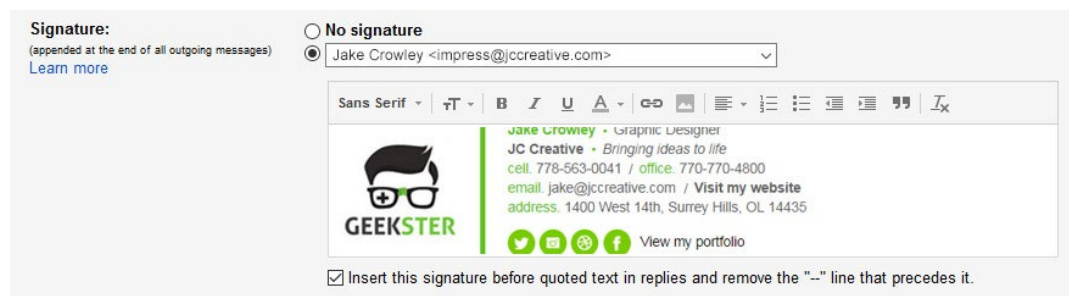 Signature:
(appended at the end of all outgoing messages)
Learn more
No signature
Jake Crowley <impress@jccreative.com>
Sans Serif
Jake Crowley • Graphic Designer
JC Creative • Bringing ideas to life
cell. 778-563-0041 / office. 770-770-4800
email. jake@jccreative.com / Visit my website
address. 1400 West 14th, Surrey Hills, OL 14435
GEEKSTER
View my portfolio
Insert this signature before quoted text in replies and remove the "--" line that precedes it.